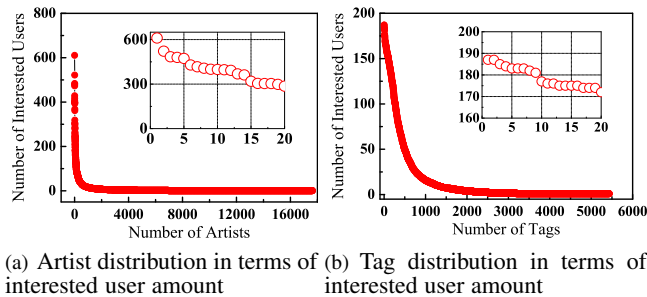 800
600
400
200
0
Number of Interested Users
600
300
0
0 5 10 15 20
0 4000 8000 12000 16000
Number of Artists
200
150
100
50
0
Number of Interested Users
200
190
180
170
160
0 5 10 15 20
0 1000 2000 3000 4000 5000 6000
Number of Tags
(a) Artist distribution in terms of
interested user amount
(b) Tag distribution in terms of
interested user amount